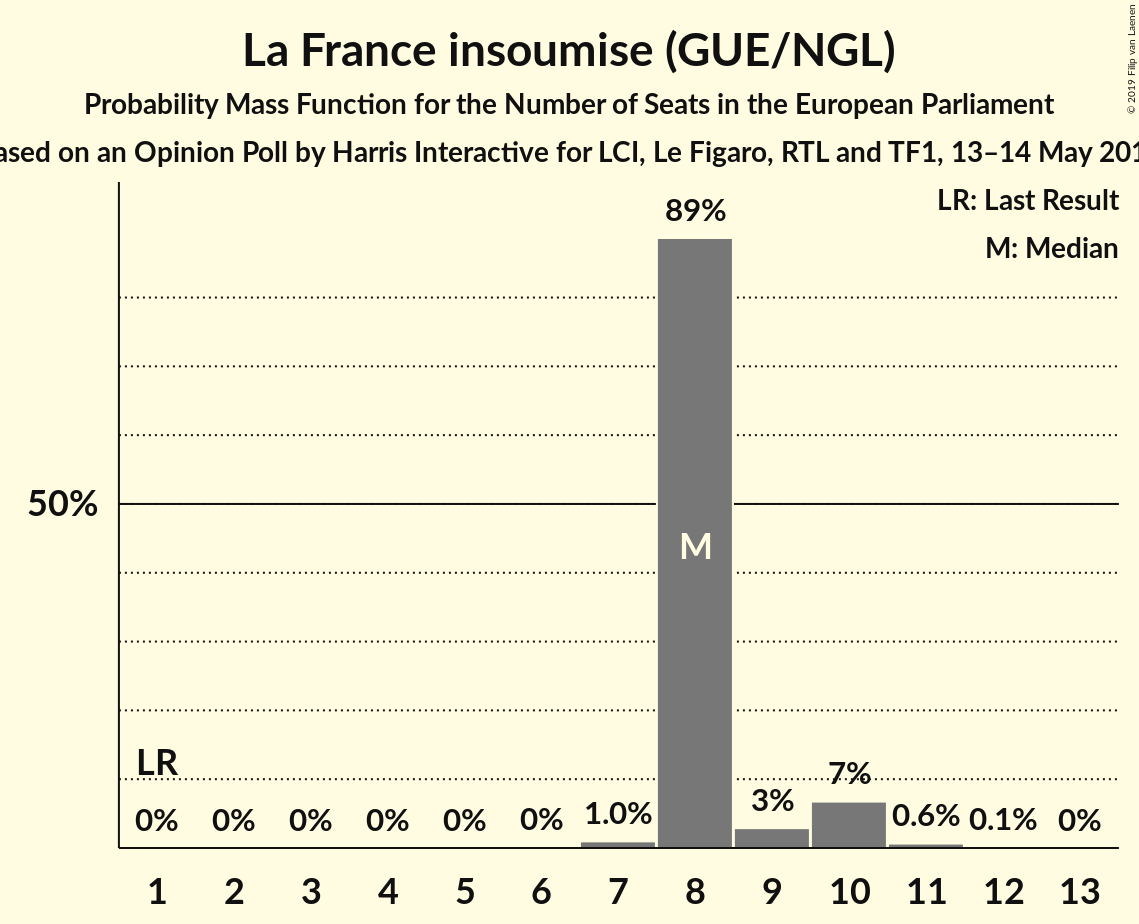 La France insoumise (GUE/NGL)
Probability Mass Function for the Number of Seats in the European Parliament
ased on an Opinion Poll by Harris Interactive for LCI, Le Figaro, RTL and TF1, 13–14 May 201
© 2019 Filip van Laenen
LR: Last Result
M: Median
89%
50%
M
LR
0% 0% 0% 0% 0% 0% 1.0% 3% 7% 0.6% 0.1% 0%
1 2 3 4 5 6 7 8 9 10 11 12 13